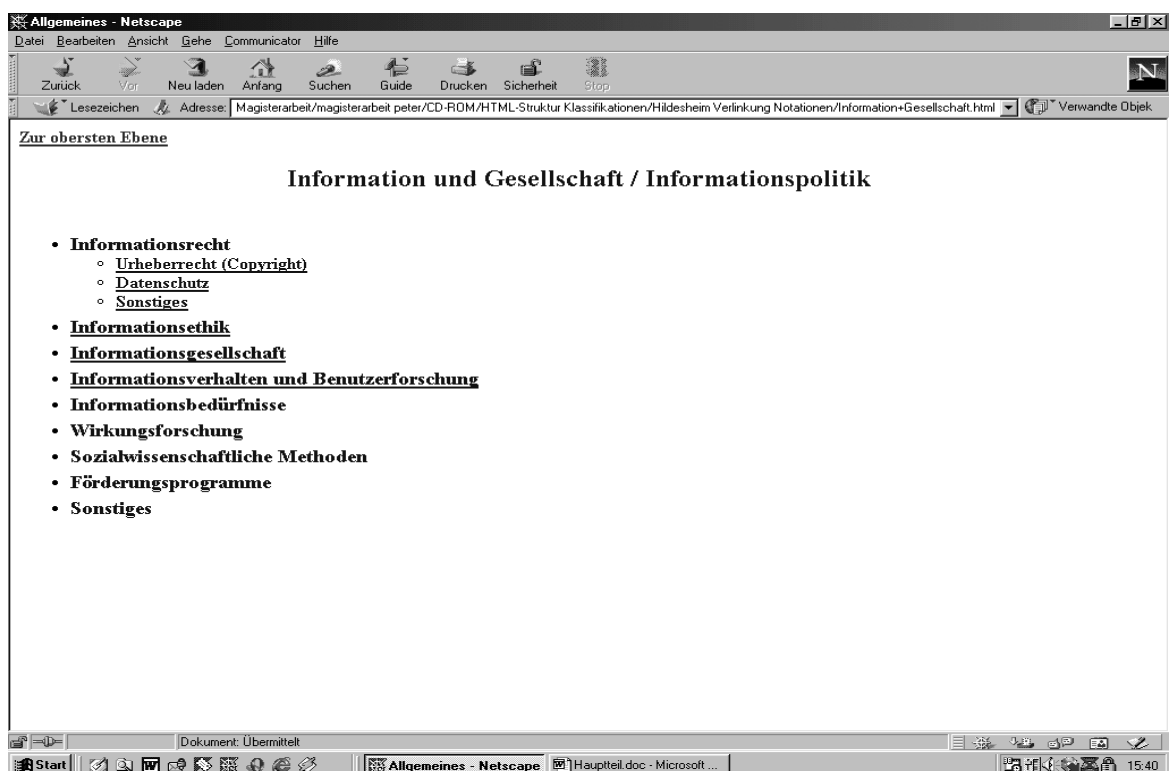 Allgemeines - Netscape
Datei Bearbeiten Ansicht Gehe Communicator Hilfe
Zurück Vor Neu laden Anfang Suchen Guide Drucken Sicherheit Stop
N
Lesezeichen Adresse: Magisterarbeit/magisterarbeit peter/CD-ROM/HTML-Struktur Klassifikationen/Hildesheim Verlinkung Notationen/Information+Gesellschaft.html Verwandte Objek
Zur obersten Ebene
Information und Gesellschaft / Informationspolitik
Informationsrecht
Urheberrecht (Copyright)
Datenschutz
Sonstiges
Informationsethik
Informationsgesellschaft
Informationsverhalten und Benutzerforschung
Informationsbedürfnisse
Wirkungsforschung
Sozialwissenschaftliche Methoden
Förderungsprogramme
Sonstiges
Dokument: Übermittelt
Start Allgemeines - Netscape Hauptteil.doc - Microsoft ... 15:40